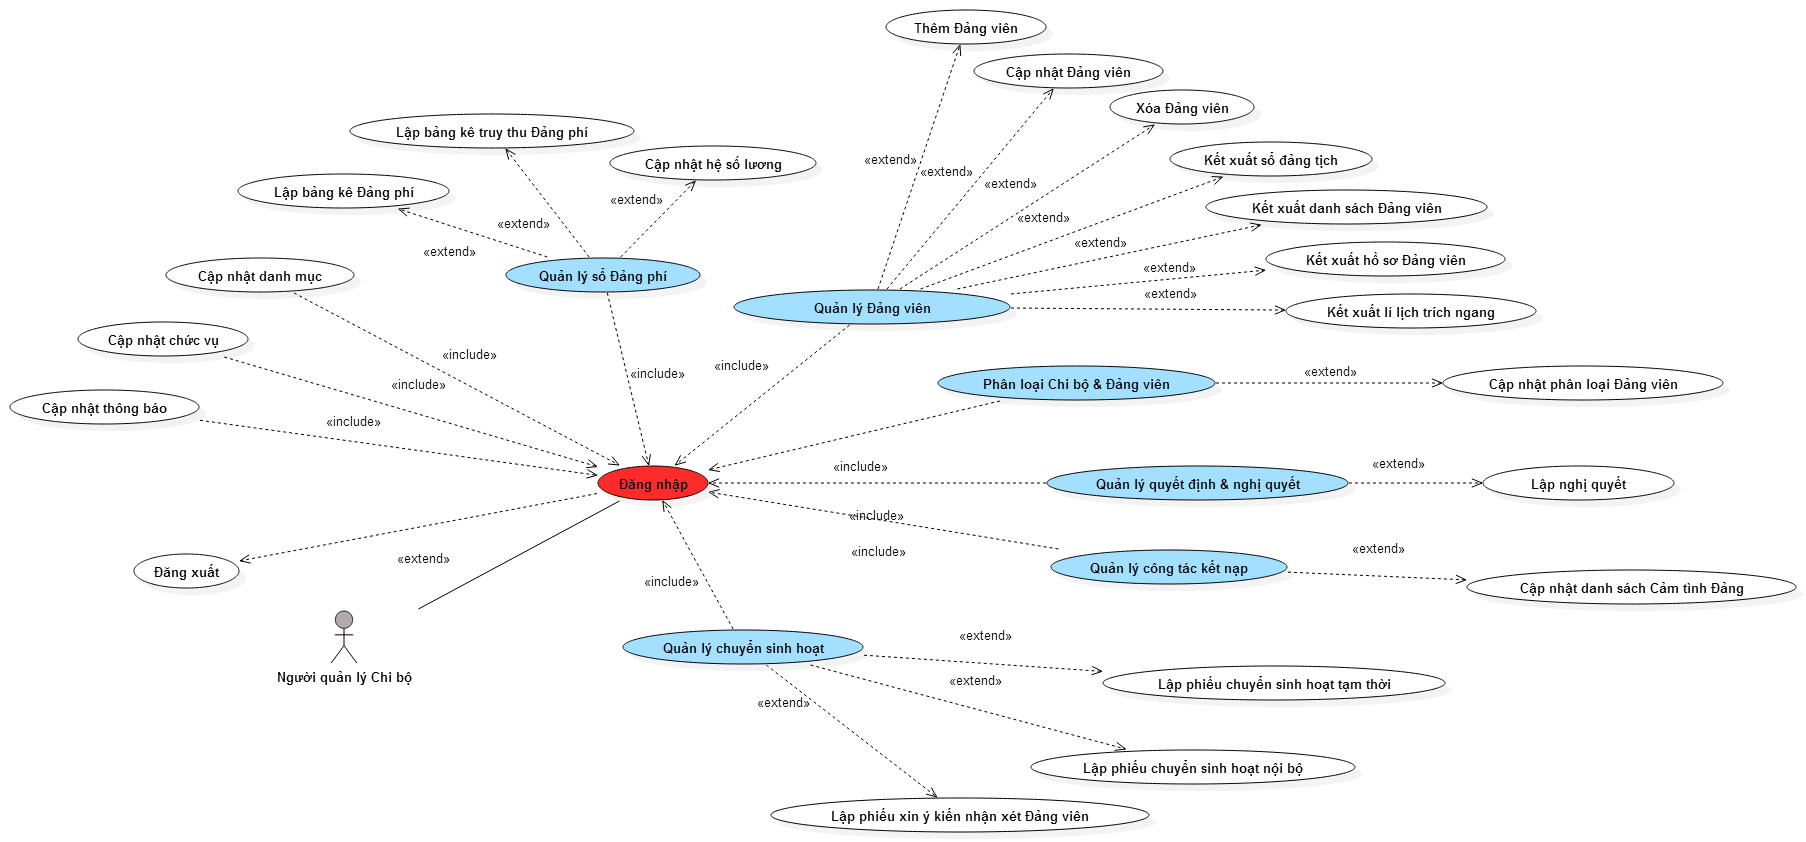 Thêm Đảng viên
Cập nhật Đảng viên
Xóa Đảng viên
Lập bảng kê truy thu Đảng phí
Cập nhật hệ số lương
«extend»
Kết xuất sổ đảng tịch
«extend»
Lập bảng kê Đảng phí
«extend»
«extend»
Kết xuất danh sách Đảng viên
«extend»
«extend»
«extend»
«extend»
«extend»
Kết xuất hồ sơ Đảng viên
«extend»
Cập nhật danh mục
Quản lý sổ Đảng phí
«extend»
Quản lý Đảng viên
Kết xuất lí lịch trích ngang
Cập nhật chức vụ
«include»
«include»
«include»
«include»
Phân loại Chi bộ & Đảng viên
«extend»
Cập nhật phân loại Đảng viên
Cập nhật thông báo
«include»
«include»
«extend»
Đăng nhập
Quản lý quyết định & nghị quyết
Lập nghị quyết
«include»
«extend»
«include»
«extend»
Đăng xuất
Quản lý công tác kết nạp
«include»
Cập nhật danh sách Cảm tình Đảng
Người quản lý Chi bộ
Quản lý chuyển sinh hoạt
«extend»
«extend»
Lập phiếu chuyển sinh hoạt tạm thời
«extend»
Lập phiếu chuyển sinh hoạt nội bộ
Lập phiếu xin ý kiến nhận xét Đảng viên